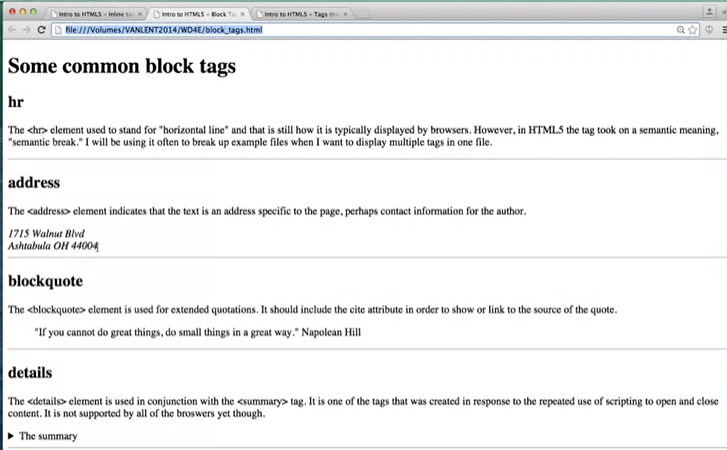 Intro to HTML5 – Inline ta
Intro to HTML5 – Block Ta
Intro to HTML5 – Tags tha
file:///Volumes/VANLENT2014/WD4E/block_tags.html
Some common block tags
hr
The <hr> element used to stand for "horizontal line" and that is still how it is typically displayed by browsers. However, in HTML5 the tag took on a semantic meaning,
"semantic break." I will be using it often to break up example files when I want to display multiple tags in one file.
address
The <address> element indicates that the text is an address specific to the page, perhaps contact information for the author.
1715 Walnut Blvd
Ashtabula OH 44004
blockquote
The <blockquote> element is used for extended quotations. It should include the cite attribute in order to show or link to the source of the quote.
"If you cannot do great things, do small things in a great way." Napolean Hill
details
The <details> element is used in conjunction with the <summary> tag. It is one of the tags that was created in response to the repeated use of scripting to open and close
content. It is not supported by all of the broswers yet though.
The summary